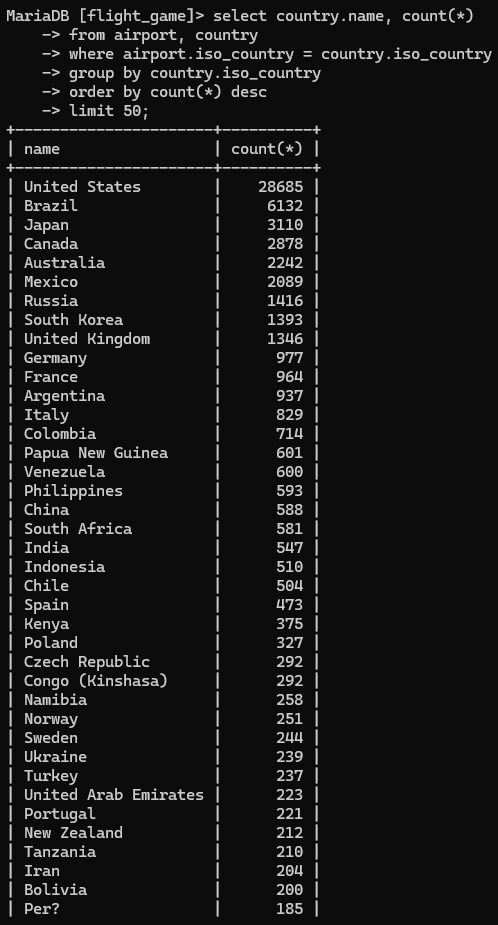 MariaDB [flight_game]> select country.name, count(*)
    -> from airport, country
    -> where airport.iso_country = country.iso_country
    -> group by country.iso_country
    -> order by count(*) desc
    -> limit 50;
+----------------------+----------+
| name                 | count(*) |
+----------------------+----------+
| United States        |    28685 |
| Brazil               |     6132 |
| Japan                |     3110 |
| Canada               |     2878 |
| Australia            |     2242 |
| Mexico               |     2089 |
| Russia               |     1416 |
| South Korea          |     1393 |
| United Kingdom       |     1346 |
| Germany              |      977 |
| France               |      964 |
| Argentina            |      937 |
| Italy                |      829 |
| Colombia             |      714 |
| Papua New Guinea     |      601 |
| Venezuela            |      600 |
| Philippines          |      593 |
| China                |      588 |
| South Africa         |      581 |
| India                |      547 |
| Indonesia            |      510 |
| Chile                |      504 |
| Spain                |      473 |
| Kenya                |      375 |
| Poland               |      327 |
| Czech Republic       |      292 |
| Congo (Kinshasa)     |      292 |
| Namibia              |      258 |
| Norway               |      251 |
| Sweden               |      244 |
| Ukraine              |      239 |
| Turkey               |      237 |
| United Arab Emirates |      223 |
| Portugal             |      221 |
| New Zealand          |      212 |
| Tanzania             |      210 |
| Iran                 |      204 |
| Bolivia              |      200 |
| Per?                 |      185 |